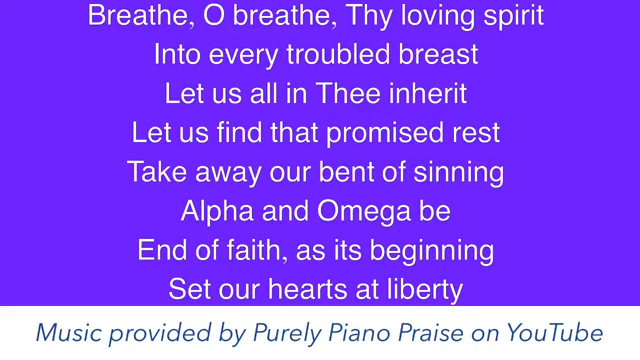 Breathe, O breathe, Thy loving spirit
Into every troubled breast
Let us all in Thee inherit
Let us find that promised rest
Take away our bent of sinning
Alpha and Omega be
End of faith, as its beginning
Set our hearts at liberty
Music provided by Purely Piano Praise on YouTube